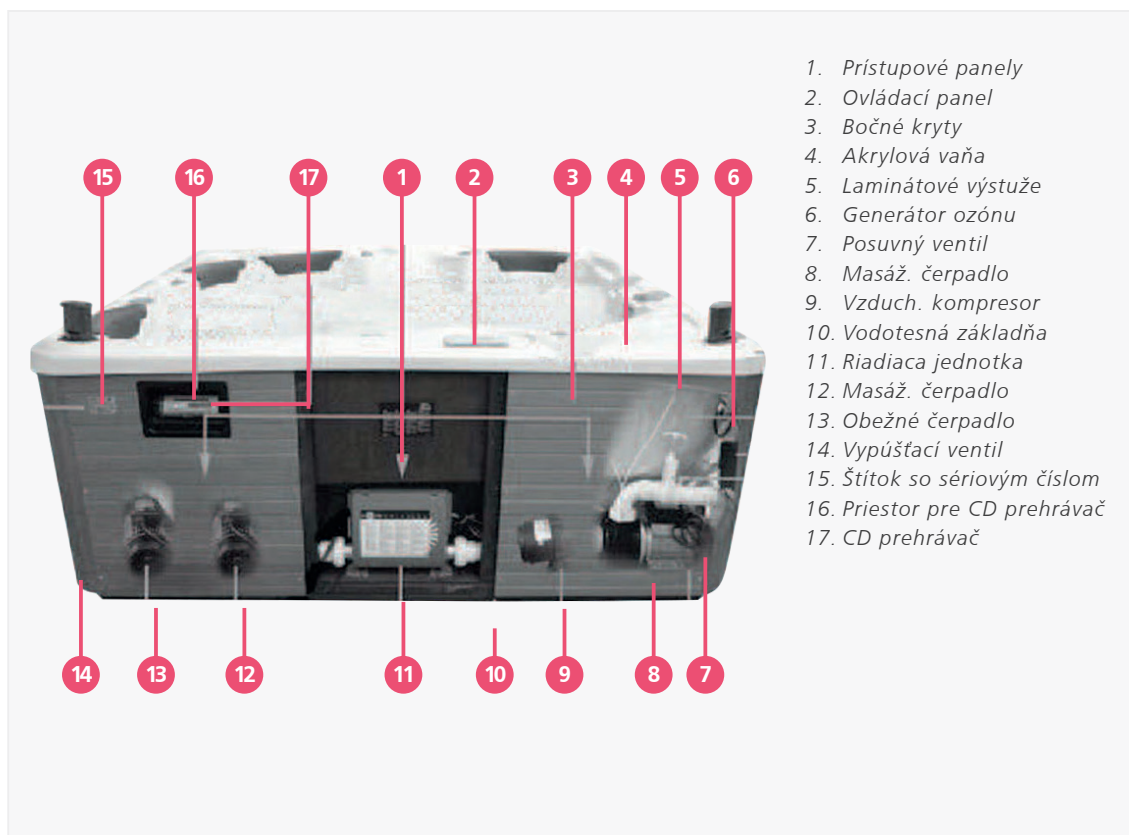 1. Prístupové panely
2. Ovládací panel
3. Bočné kryty
4. Akrylová vaňa
5. Laminátové výstuže
6. Generátor ozónu
7. Posuvný ventil
8. Masáž. čerpadlo
9. Vzduch. kompresor
10. Vodotesná základňa
11. Riadiaca jednotka
12. Masáž. čerpadlo
13. Obežné čerpadlo
14. Vypúšťací ventil
15. Štítok so sériovým číslom
16. Priestor pre CD prehrávač
17. CD prehrávač
15 16 17 1 2 3 4 5 6
14 13 12 11 10 9 8 7